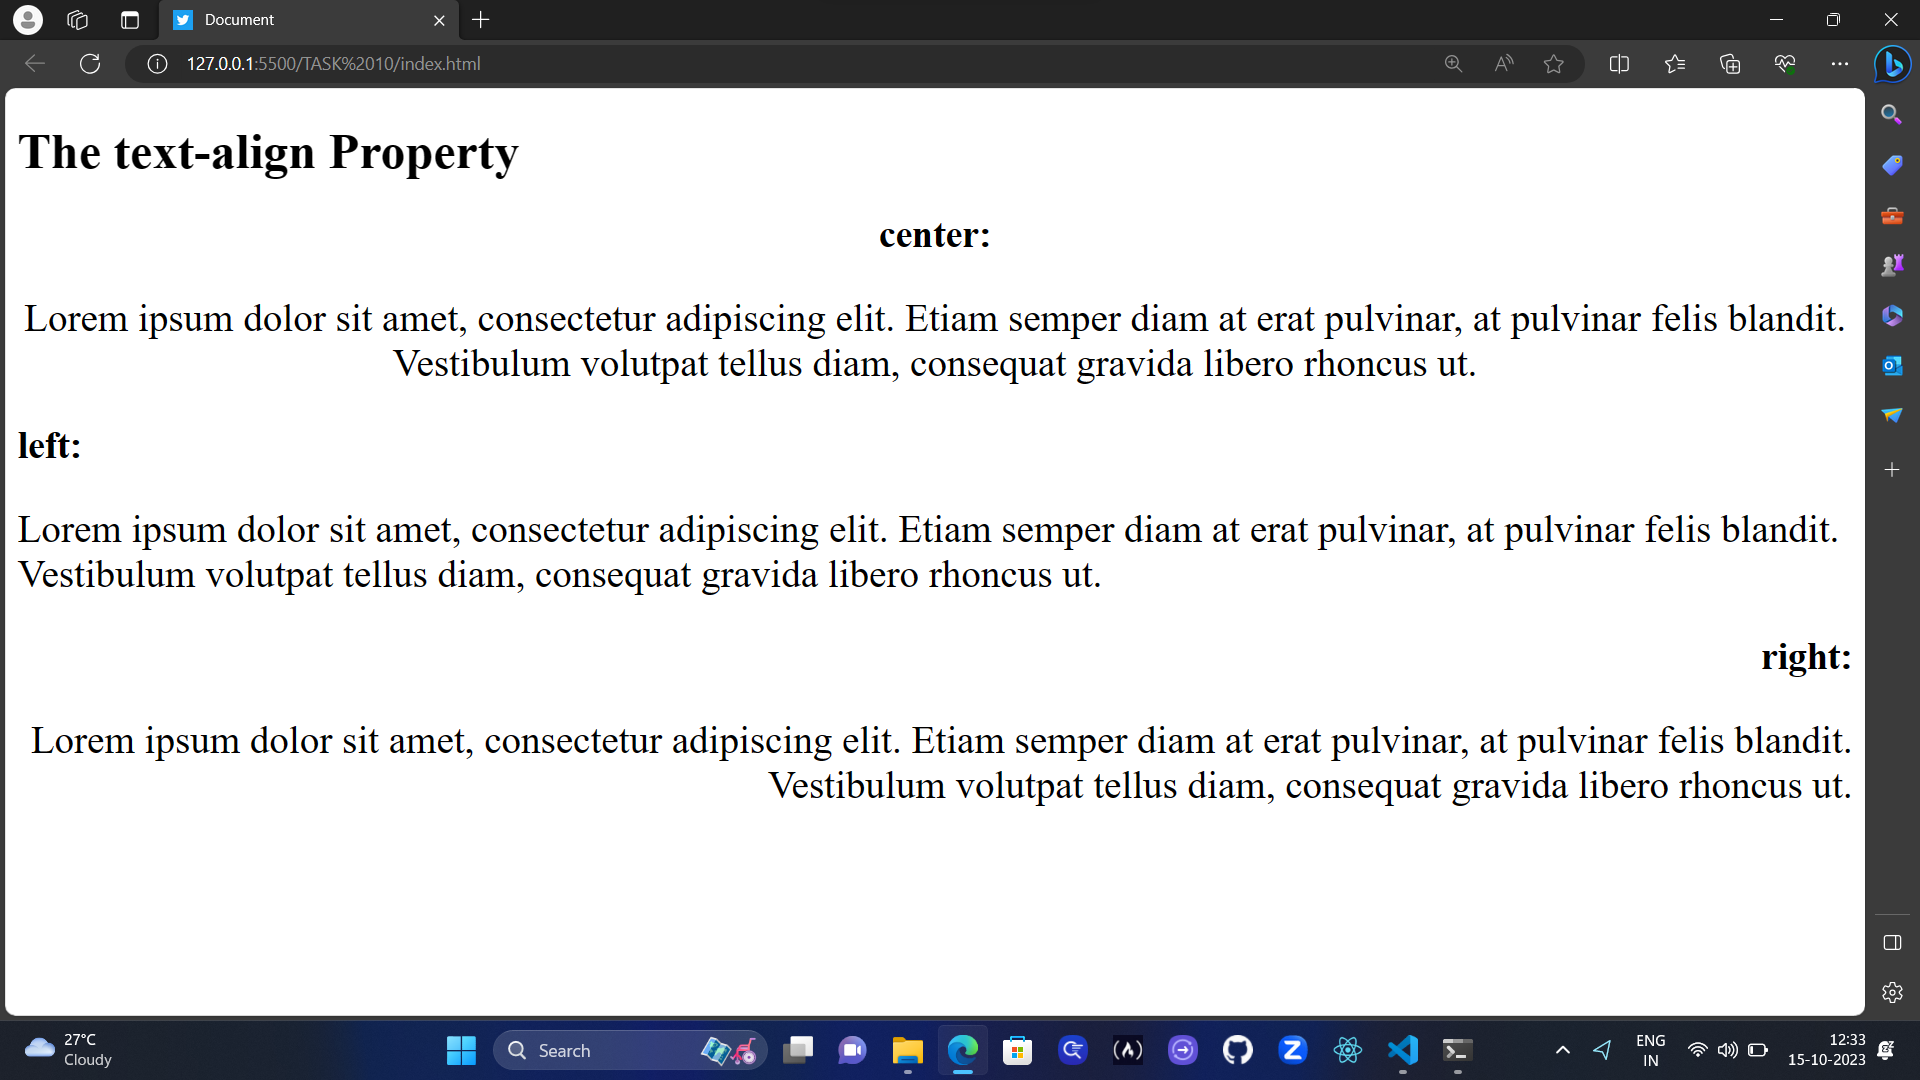 Document
127.0.0.1:5500/TASK%2010/index.html
The text-align Property
center:
Lorem ipsum dolor sit amet, consectetur adipiscing elit. Etiam semper diam at erat pulvinar, at pulvinar felis blandit.
Vestibulum volutpat tellus diam, consequat gravida libero rhoncus ut.
left:
Lorem ipsum dolor sit amet, consectetur adipiscing elit. Etiam semper diam at erat pulvinar, at pulvinar felis blandit.
Vestibulum volutpat tellus diam, consequat gravida libero rhoncus ut.
right:
Lorem ipsum dolor sit amet, consectetur adipiscing elit. Etiam semper diam at erat pulvinar, at pulvinar felis blandit.
Vestibulum volutpat tellus diam, consequat gravida libero rhoncus ut.
27°C
Cloudy
Search
ENG
IN
12:33
15-10-2023